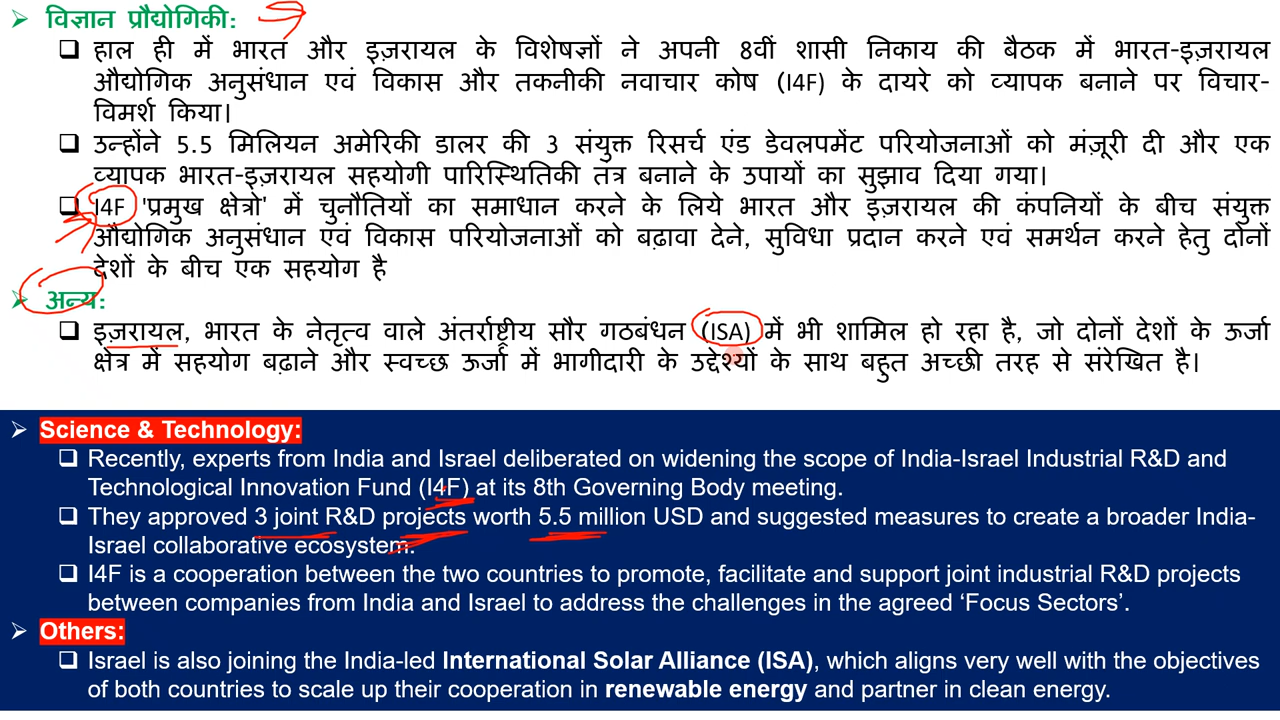 ➢ विज्ञान प्रौद्योगिकी:
❑ हाल ही में भारत और इज़रायल के विशेषज्ञों ने अपनी 8वीं शासी निकाय की बैठक में भारत-इज़रायल
औद्योगिक अनुसंधान एवं विकास और तकनीकी नवाचार कोष (I4F) के दायरे को व्यापक बनाने पर विचार-
विमर्श किया।
❑ उन्होंने 5.5 मिलियन अमेरिकी डालर की 3 संयुक्त रिसर्च एंड डेवलपमेंट परियोजनाओं को मंज़ूरी दी और एक
व्यापक भारत-इज़रायल सहयोगी पारिस्थितिकी तंत्र बनाने के उपायों का सुझाव दिया गया।
❑ I4F 'प्रमुख क्षेत्रो' में चुनौतियों का समाधान करने के लिये भारत और इज़रायल की कंपनियों के बीच संयुक्त
औद्योगिक अनुसंधान एवं विकास परियोजनाओं को बढ़ावा देने, सुविधा प्रदान करने एवं समर्थन करने हेतु दोनों
देशों के बीच एक सहयोग है
➢ अन्य:
❑ इज़रायल, भारत के नेतृत्व वाले अंतर्राष्ट्रीय सौर गठबंधन (ISA) में भी शामिल हो रहा है, जो दोनों देशों के ऊर्जा
क्षेत्र में सहयोग बढ़ाने और स्वच्छ ऊर्जा में भागीदारी के उद्देश्यों के साथ बहुत अच्छी तरह से संरेखित है।
➢ Science & Technology:
❑ Recently, experts from India and Israel deliberated on widening the scope of India-Israel Industrial R&D and
Technological Innovation Fund (I4F) at its 8th Governing Body meeting.
❑ They approved 3 joint R&D projects worth 5.5 million USD and suggested measures to create a broader India-
Israel collaborative ecosystem.
❑ I4F is a cooperation between the two countries to promote, facilitate and support joint industrial R&D projects
between companies from India and Israel to address the challenges in the agreed ‘Focus Sectors’.
➢ Others:
❑ Israel is also joining the India-led International Solar Alliance (ISA), which aligns very well with the objectives
of both countries to scale up their cooperation in renewable energy and partner in clean energy.